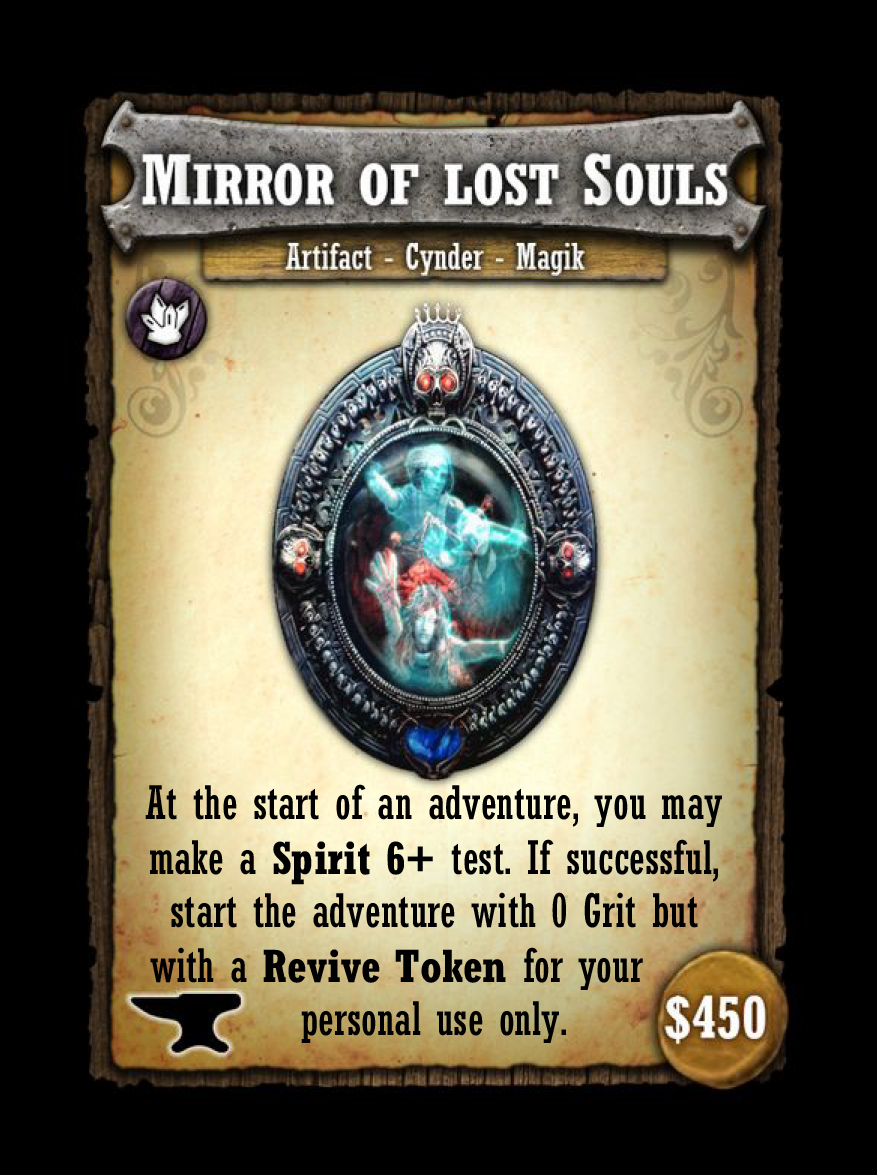 Mirror of lost Souls
Artifact - Cynder - Magik
At the start of an adventure, you may
make a Spirit 6+ test. If successful,
start the adventure with 0 Grit but
with a Revive Token for your
personal use only.
$450